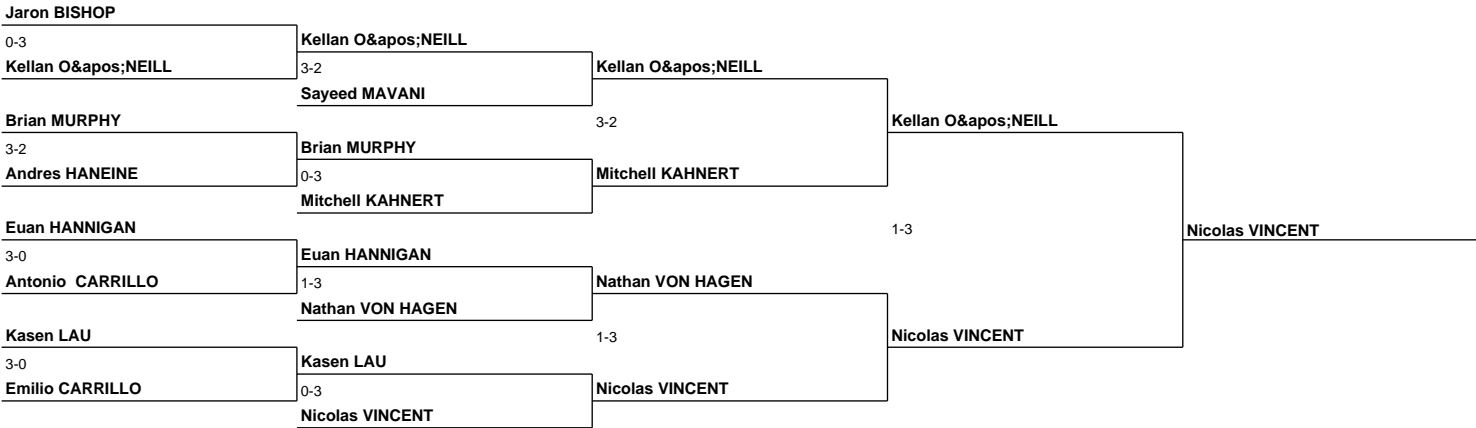 Jaron BISHOP
0-3
Kellan O&apos;NEILL
Kellan O&apos;NEILL
3-2
Kellan O&apos;NEILL
Sayeed MAVANI
Brian MURPHY
3-2
Kellan O&apos;NEILL
3-2
Brian MURPHY
Andres HANEINE
0-3
Mitchell KAHNERT
Mitchell KAHNERT
Euan HANNIGAN
1-3
Nicolas VINCENT
3-0
Euan HANNIGAN
Antonio  CARRILLO
1-3
Nathan VON HAGEN
Nathan VON HAGEN
Kasen LAU
1-3
Nicolas VINCENT
3-0
Kasen LAU
Emilio CARRILLO
0-3
Nicolas VINCENT
Nicolas VINCENT